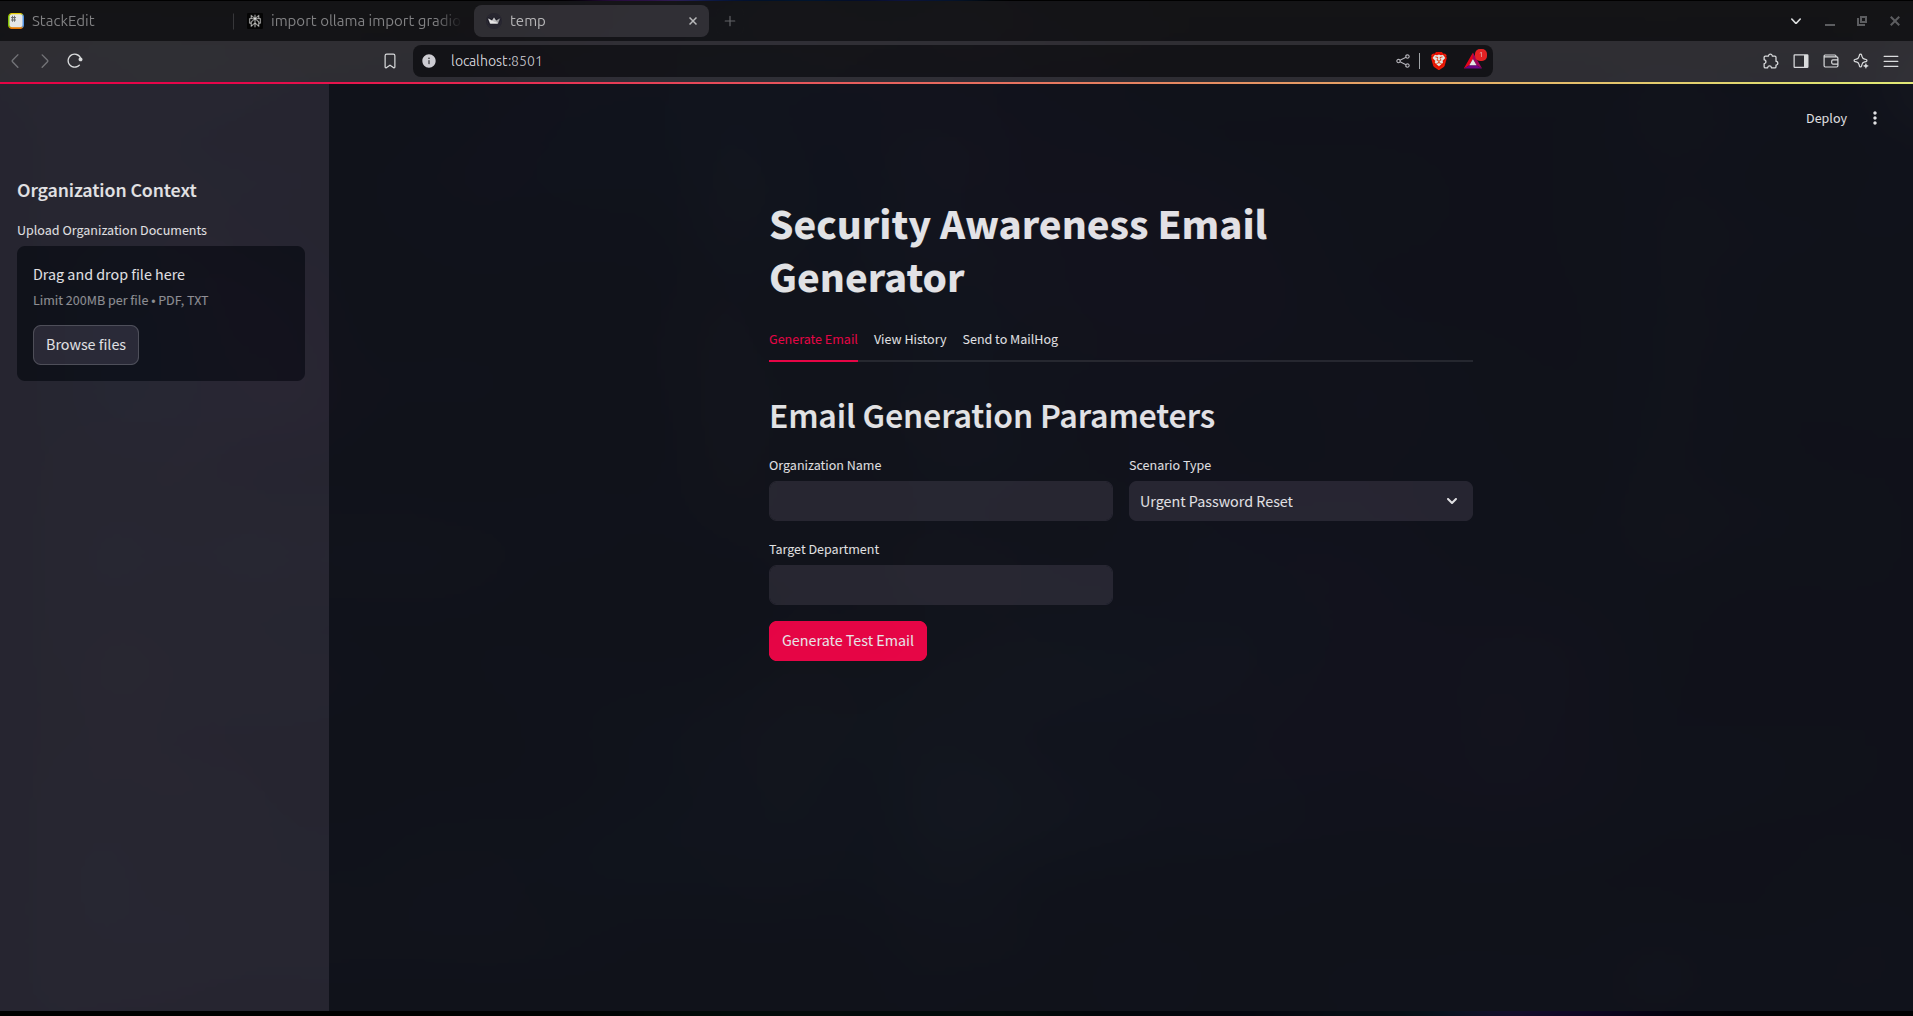 StackEdit
import ollama import gradio
temp
localhost:8501
1
Deploy
Organization Context
Upload Organization Documents
Drag and drop file here
Limit 200MB per file • PDF, TXT
Browse files
Security Awareness Email
Generator
Generate Email View History Send to MailHog
Email Generation Parameters
Organization Name
Scenario Type
Urgent Password Reset
Target Department
Generate Test Email